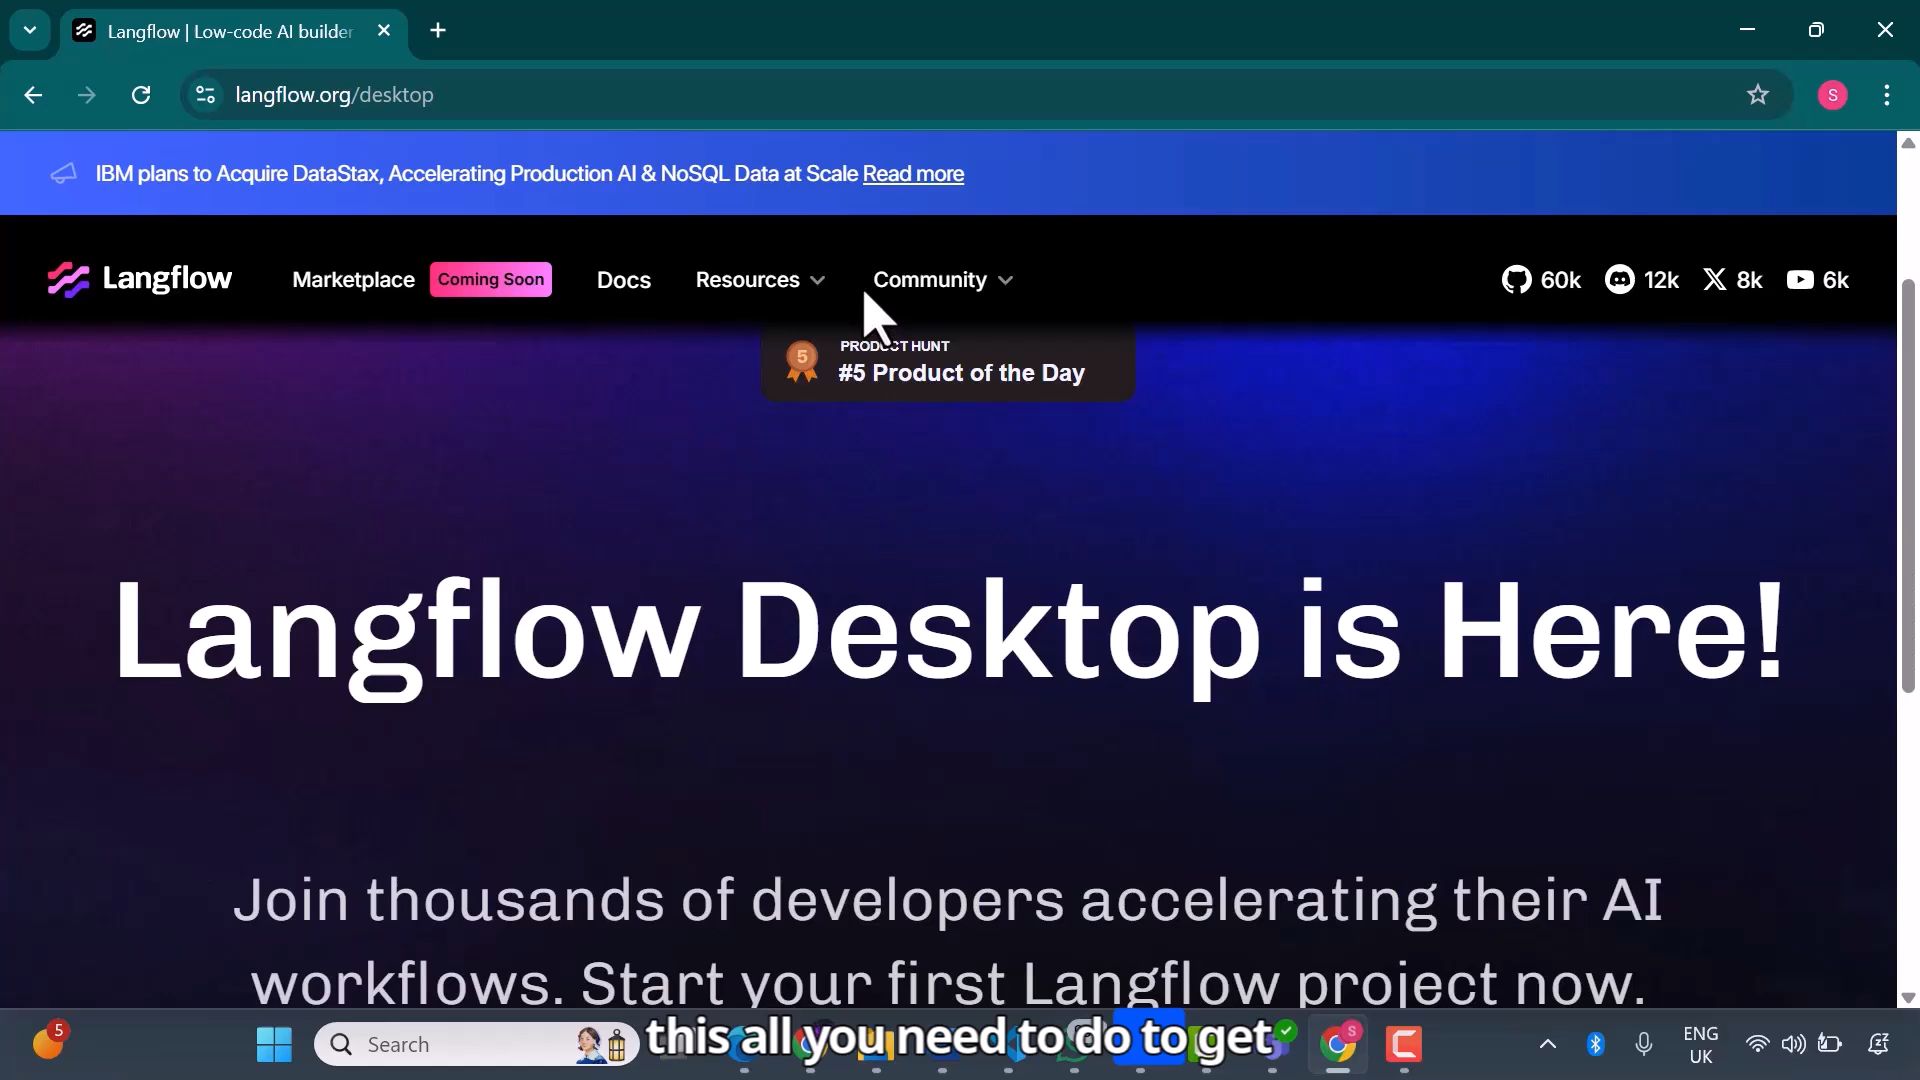 Langflow | Low-code AI builder
langflow.org/desktop
S
IBM plans to Acquire DataStax, Accelerating Production AI & NoSQL Data at Scale Read more
Langflow Marketplace Coming Soon Docs Resources Community 60k 12k 8k 6k
5
PRODUCT HUNT
#5 Product of the Day
Langflow Desktop is Here!
Join thousands of developers accelerating their AI
workflows. Start your first Langflow project now.
this all you need to do to get
5
Search
S
ENG
UK